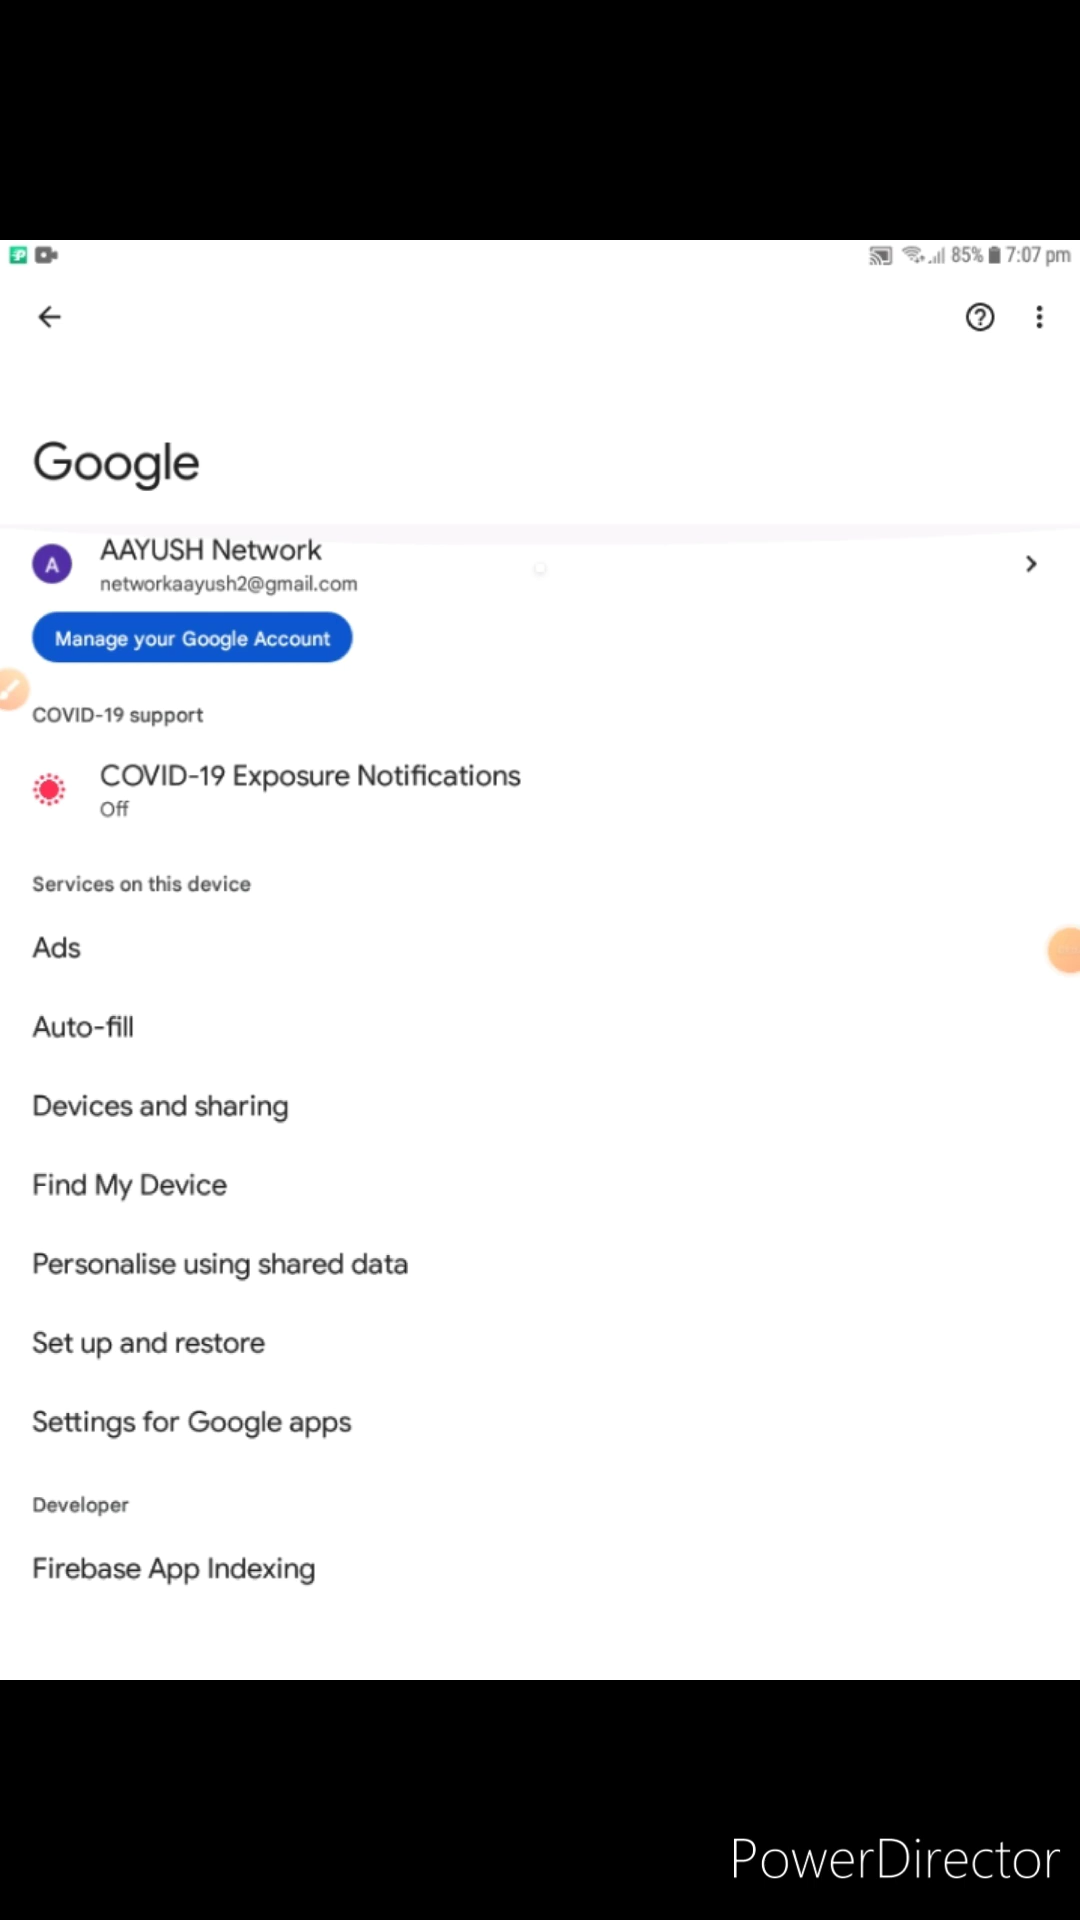 85% 7:07 pm
Google
A
AAYUSH Network
networkaayush2@gmail.com
Manage your Google Account
COVID-19 support
COVID-19 Exposure Notifications
Off
Services on this device
Ads
Auto-fill
Devices and sharing
Find My Device
Personalise using shared data
Set up and restore
Settings for Google apps
Developer
Firebase App Indexing
PowerDirector